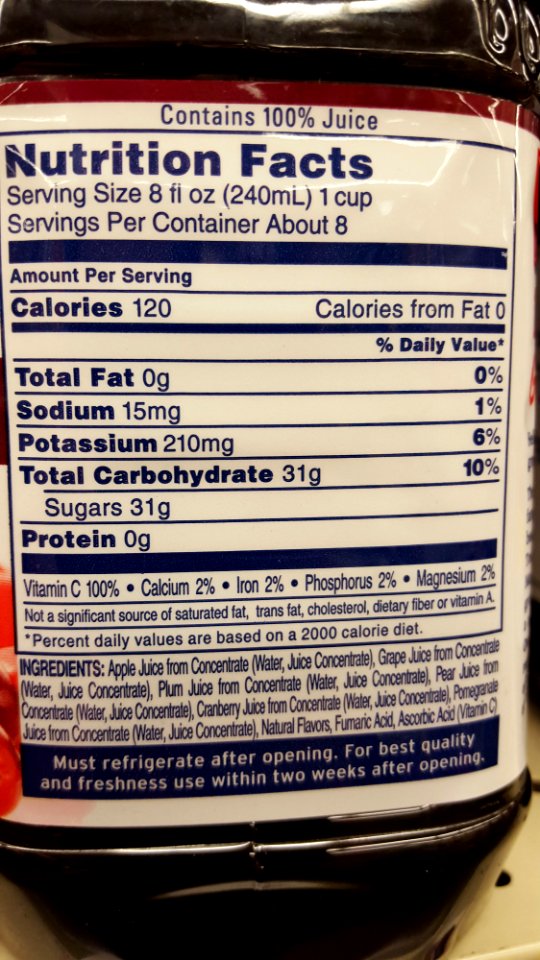 Contains 100% Juice
Nutrition Facts
Serving Size 8 fl oz (240mL) 1 cup
Servings Per Container About 8
Amount Per Serving
Calories 120 Calories from Fat 0
% Daily Value*
Total Fat 0g 0%
Sodium 15mg 1%
Potassium 210mg 6%
Total Carbohydrate 31g 10%
Sugars 31g
Protein 0g
Vitamin C 100% • Calcium 2% • Iron 2% • Phosphorus 2% • Magnesium 2%
Not a significant source of saturated fat, trans fat, cholesterol, dietary fiber or vitamin A.
*Percent daily values are based on a 2000 calorie diet.
INGREDIENTS: Apple Juice from Concentrate (Water, Juice Concentrate), Grape Juice from Concentrate
(Water, Juice Concentrate), Plum Juice from Concentrate (Water, Juice Concentrate), Pear Juice from
Concentrate (Water, Juice Concentrate), Cranberry Juice from Concentrate (Water, Juice Concentrate), Pomegranate
Juice from Concentrate (Water, Juice Concentrate), Natural Flavors, Fumaric Acid, Ascorbic Acid (Vitamin C)
Must refrigerate after opening. For best quality
and freshness use within two weeks after opening.